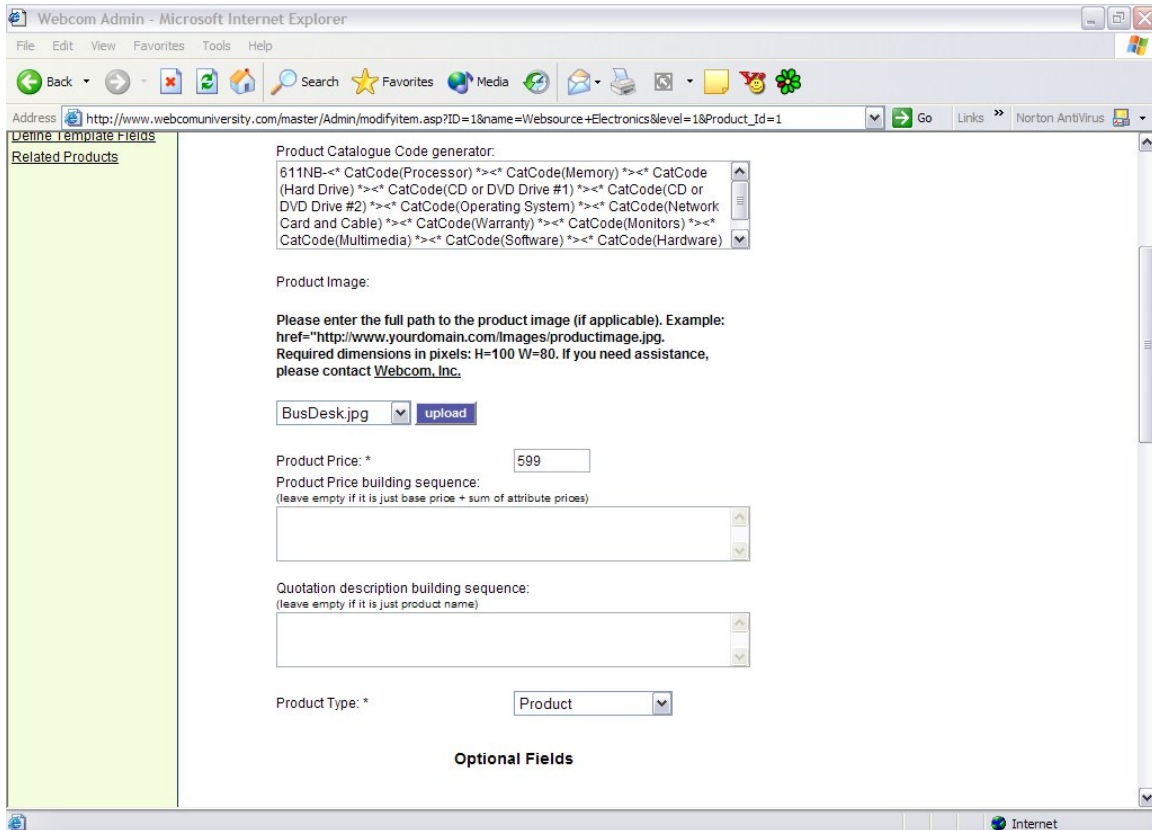 Webcom Admin - Microsoft Internet Explorer
File Edit View Favorites Tools Help
Back Search Favorites Media
Address http://www.webcomuniversity.com/master/Admin/modifyitem.asp?ID=1&name=Websource+Electronics&level=1&Product_Id=1 Go Links » Norton AntiVirus
Define Template Fields
Related Products
Product Catalogue Code generator:
611NB-<* CatCode(Processor) *><* CatCode(Memory) *><* CatCode
(Hard Drive) *><* CatCode(CD or DVD Drive #1) *><* CatCode(CD or
DVD Drive #2) *><* CatCode(Operating System) *><* CatCode(Network
Card and Cable) *><* CatCode(Warranty) *><* CatCode(Monitors) *><*
CatCode(Multimedia) *><* CatCode(Software) *><* CatCode(Hardware)
Product Image:
Please enter the full path to the product image (if applicable). Example:
href="http://www.yourdomain.com/Images/productimage.jpg.
Required dimensions in pixels: H=100 W=80. If you need assistance,
please contact Webcom, Inc.
BusDesk.jpg upload
Product Price: * 599
Product Price building sequence:
(leave empty if it is just base price + sum of attribute prices)
Quotation description building sequence:
(leave empty if it is just product name)
Product Type: * Product
Optional Fields
Internet